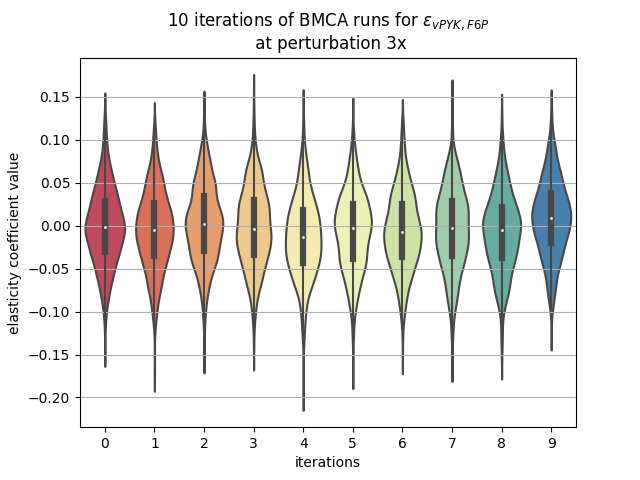 10 iterations of BMCA runs for ε_{vPYK, F6P}
at perturbation 3x
elasticity coefficient value
0.15
0.10
0.05
0.00
−0.05
−0.10
−0.15
−0.20
0 1 2 3 4 5 6 7 8 9
iterations